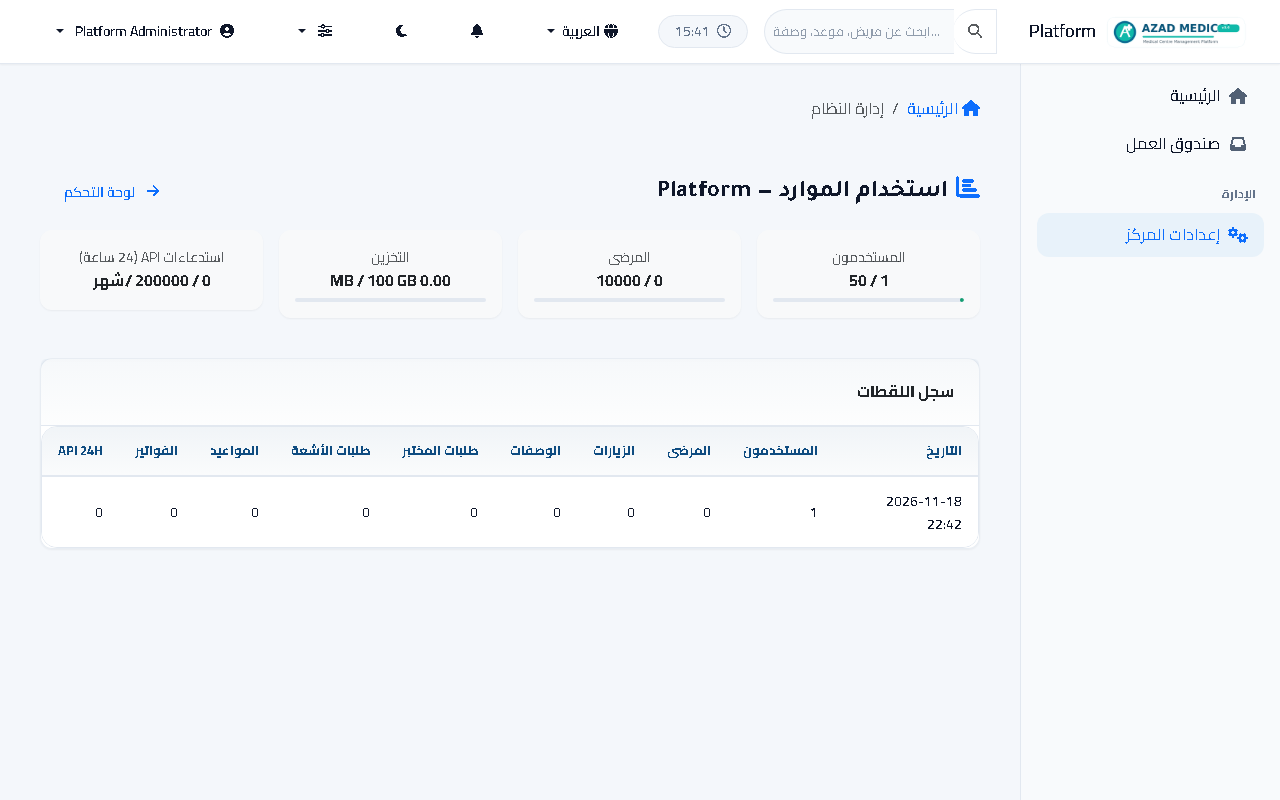 AZAD MEDIC
Medical Centre Management Platform
Platform
ابحث عن مريض، موعد، وصفة...
15:41
العربية
Platform Administrator
الرئيسية
صندوق العمل
الإدارة
إعدادات المركز
الرئيسية / إدارة النظام
استخدام الموارد — Platform
لوحة التحكم
المستخدمون
50 / 1
المرضى
10000 / 0
التخزين
MB / 100 GB 0.00
استدعاءات API (24 ساعة)
0 / 200000 /شهر
سجل اللقطات
التاريخ المستخدمون المرضى الزيارات الوصفات طلبات المختبر طلبات الأشعة المواعيد الفواتير API 24H
2026-11-18 22:42 1 0 0 0 0 0 0 0 0